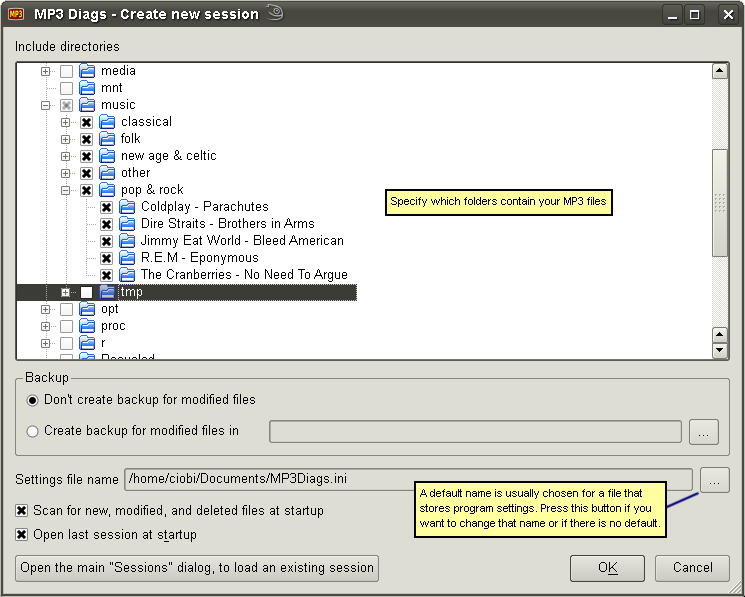 MP3 Diags - Create new session
Include directories
media
mnt
music
classical
folk
new age & celtic
other
pop & rock
Specify which folders contain your MP3 files
Coldplay - Parachutes
Dire Straits - Brothers in Arms
Jimmy Eat World - Bleed American
R.E.M - Eponymous
The Cranberries - No Need To Argue
tmp
opt
proc
r
Backup
Don't create backup for modified files
Create backup for modified files in
...
Settings file name /home/ciobi/Documents/MP3Diags.ini ...
A default name is usually chosen for a file that
stores program settings. Press this button if you
want to change that name or if there is no default.
Scan for new, modified, and deleted files at startup
Open last session at startup
Open the main "Sessions" dialog, to load an existing session
OK
Cancel